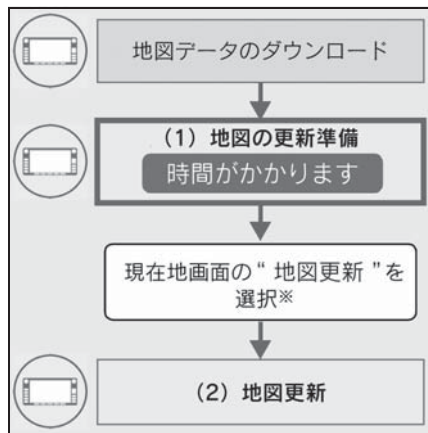 地図データのダウンロード
(1) 地図の更新準備
時間がかかります
現在地画面の“ 地図更新 ”を
選択※
(2) 地図更新